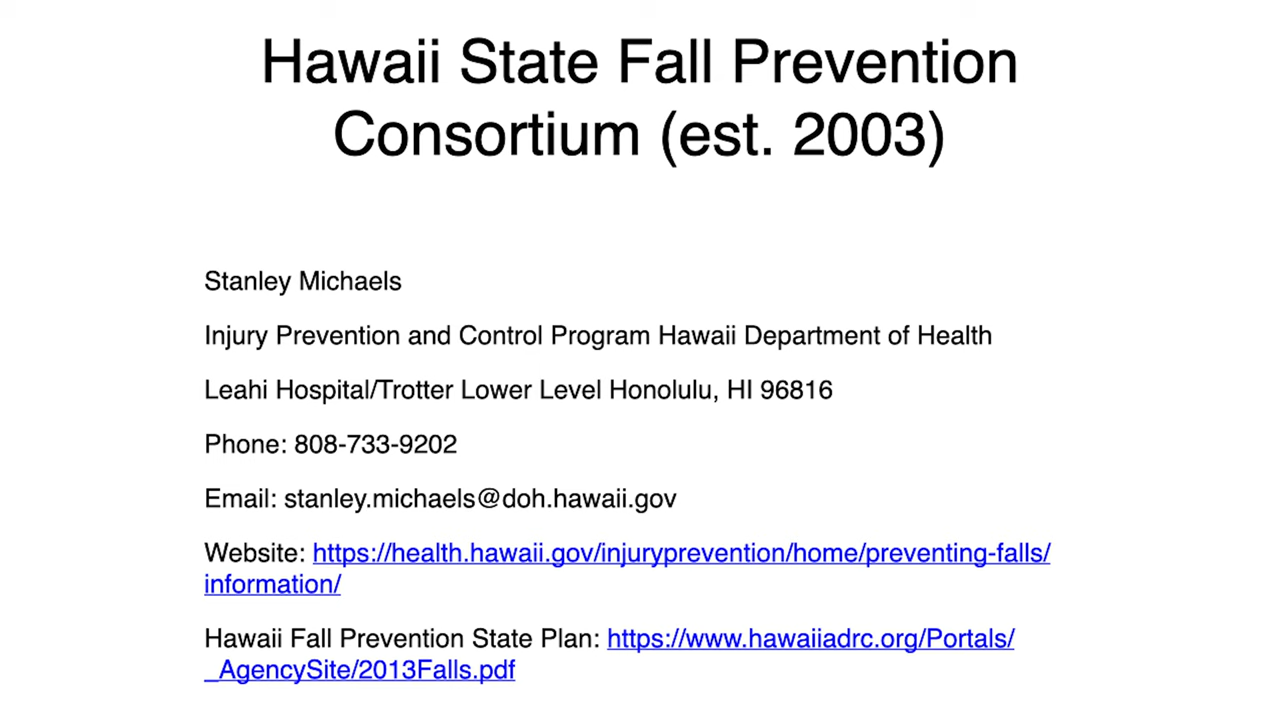 Hawaii State Fall Prevention
Consortium (est. 2003)
Stanley Michaels
Injury Prevention and Control Program Hawaii Department of Health
Leahi Hospital/Trotter Lower Level Honolulu, HI 96816
Phone: 808-733-9202
Email: stanley.michaels@doh.hawaii.gov
Website: https://health.hawaii.gov/injuryprevention/home/preventing-falls/
information/
Hawaii Fall Prevention State Plan: https://www.hawaiiadrc.org/Portals/
_AgencySite/2013Falls.pdf